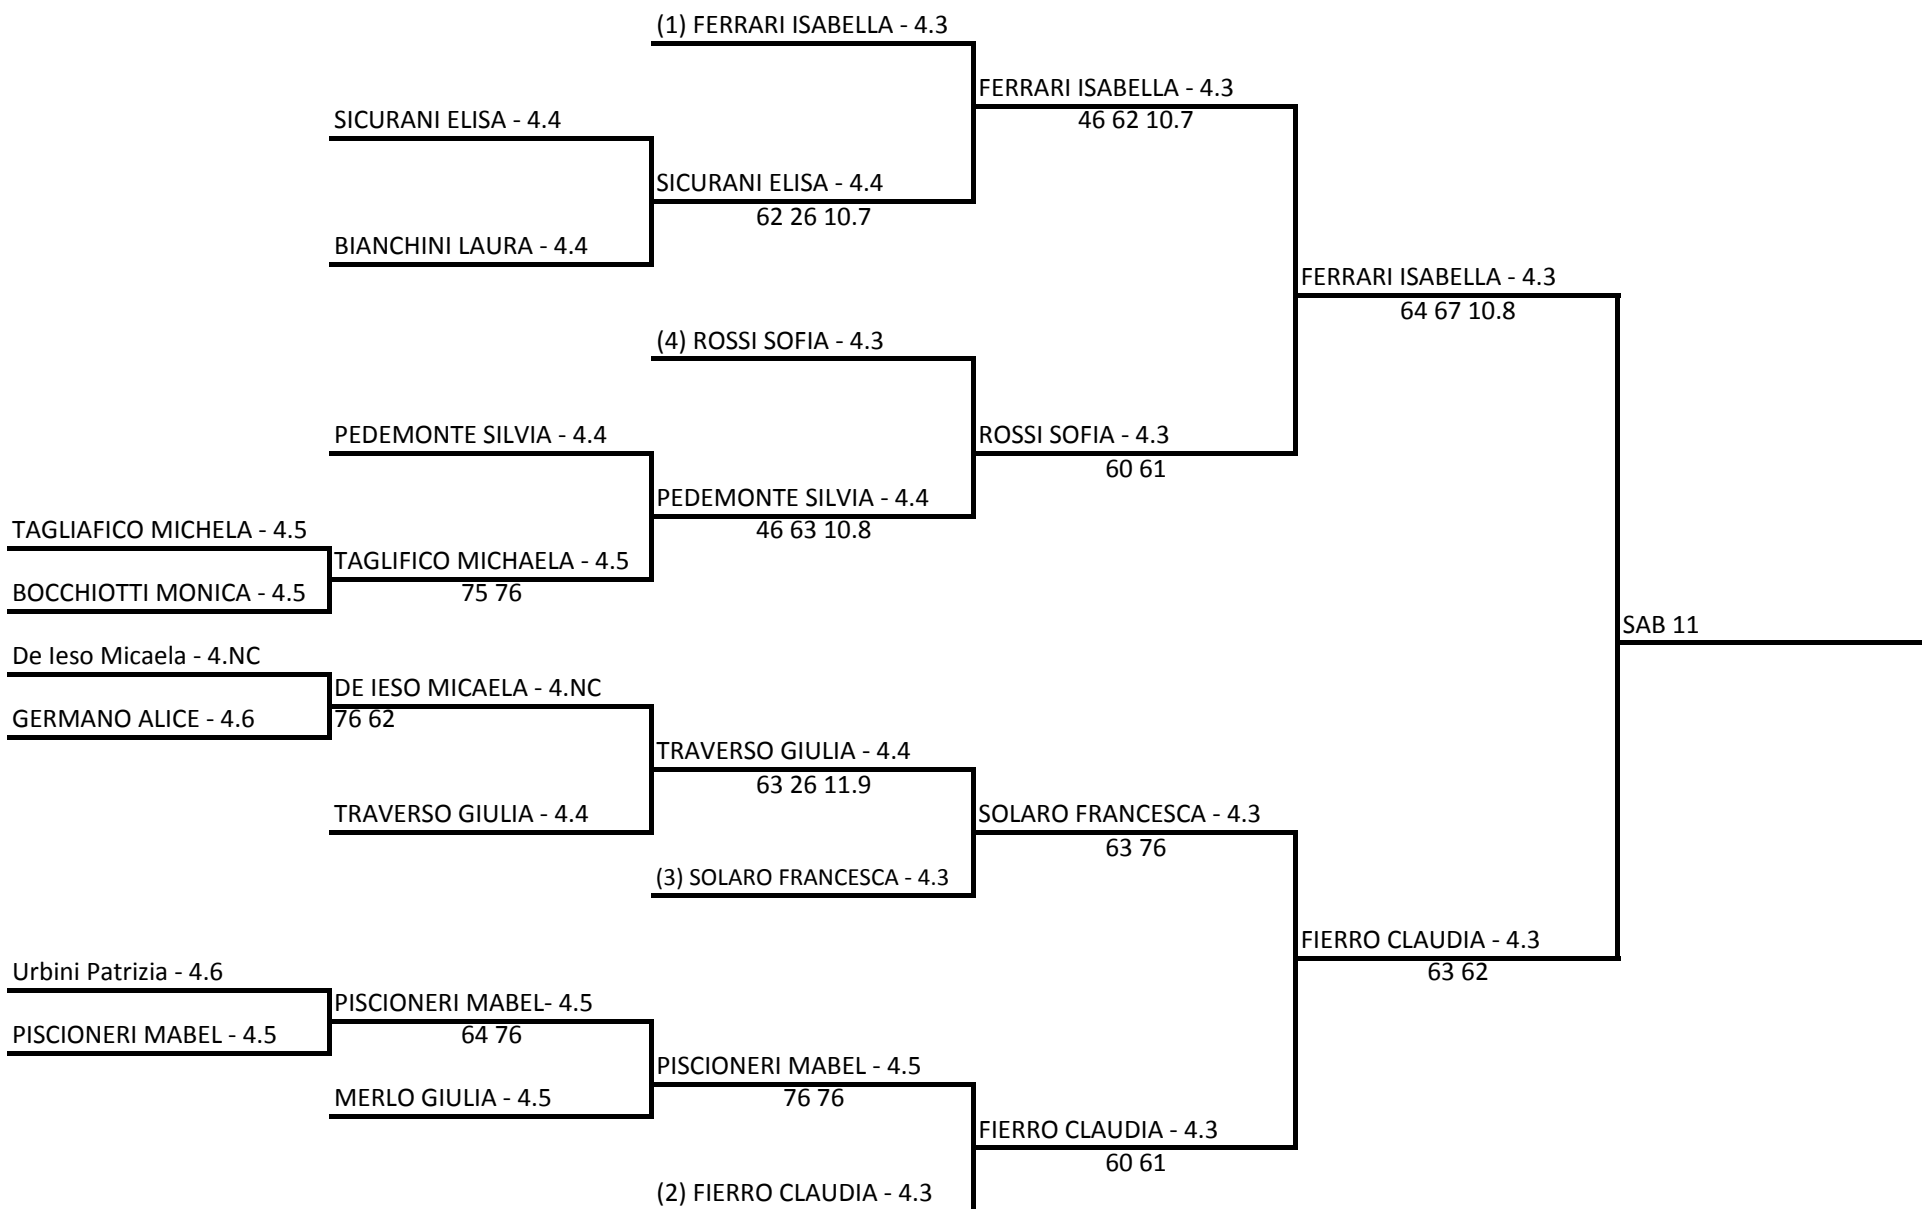 (1) FERRARI ISABELLA - 4.3
FERRARI ISABELLA - 4.3
46 62 10.7
SICURANI ELISA - 4.4
SICURANI ELISA - 4.4
62 26 10.7
BIANCHINI LAURA - 4.4
FERRARI ISABELLA - 4.3
64 67 10.8
(4) ROSSI SOFIA - 4.3
PEDEMONTE SILVIA - 4.4
ROSSI SOFIA - 4.3
60 61
PEDEMONTE SILVIA - 4.4
46 63 10.8
TAGLIAFICO MICHELA - 4.5
TAGLIFICO MICHAELA - 4.5
75 76
BOCCHIOTTI MONICA - 4.5
SAB 11
De Ieso Micaela - 4.NC
DE IESO MICAELA - 4.NC
76 62
GERMANO ALICE - 4.6
TRAVERSO GIULIA - 4.4
63 26 11.9
TRAVERSO GIULIA - 4.4
SOLARO FRANCESCA - 4.3
63 76
(3) SOLARO FRANCESCA - 4.3
FIERRO CLAUDIA - 4.3
63 62
Urbini Patrizia - 4.6
PISCIONERI MABEL- 4.5
64 76
PISCIONERI MABEL - 4.5
PISCIONERI MABEL - 4.5
76 76
MERLO GIULIA - 4.5
FIERRO CLAUDIA - 4.3
60 61
(2) FIERRO CLAUDIA - 4.3